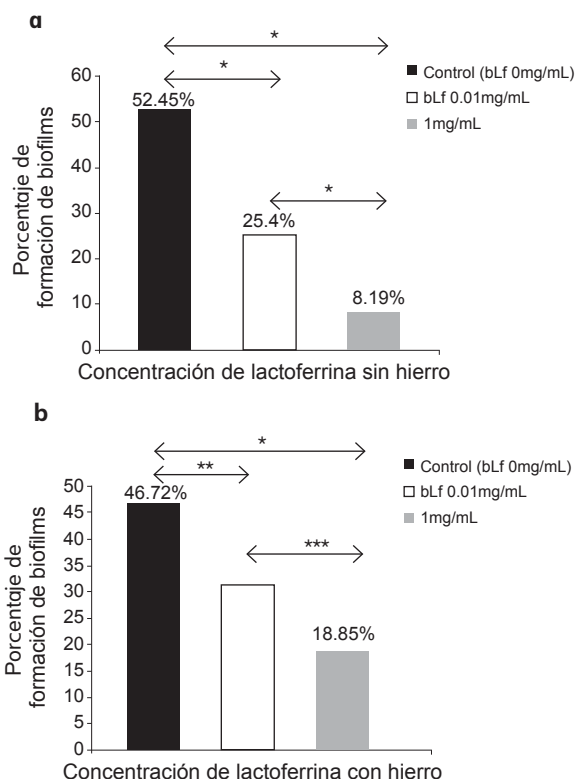 a
*
*
Control (bLf 0mg/mL)
bLf 0.01mg/mL
1mg/mL
60
52.45%
50
40
*
30
25.4%
20
10
8.19%
0
Porcentaje de
formación de biofilms
Concentración de lactoferrina sin hierro
b
*
**
Control (bLf 0mg/mL)
bLf 0.01mg/mL
1mg/mL
50
46.72%
45
40
***
35
30
25
20
18.85%
15
10
5
0
Porcentaje de
formación de biofilms
Concentración de lactoferrina con hierro